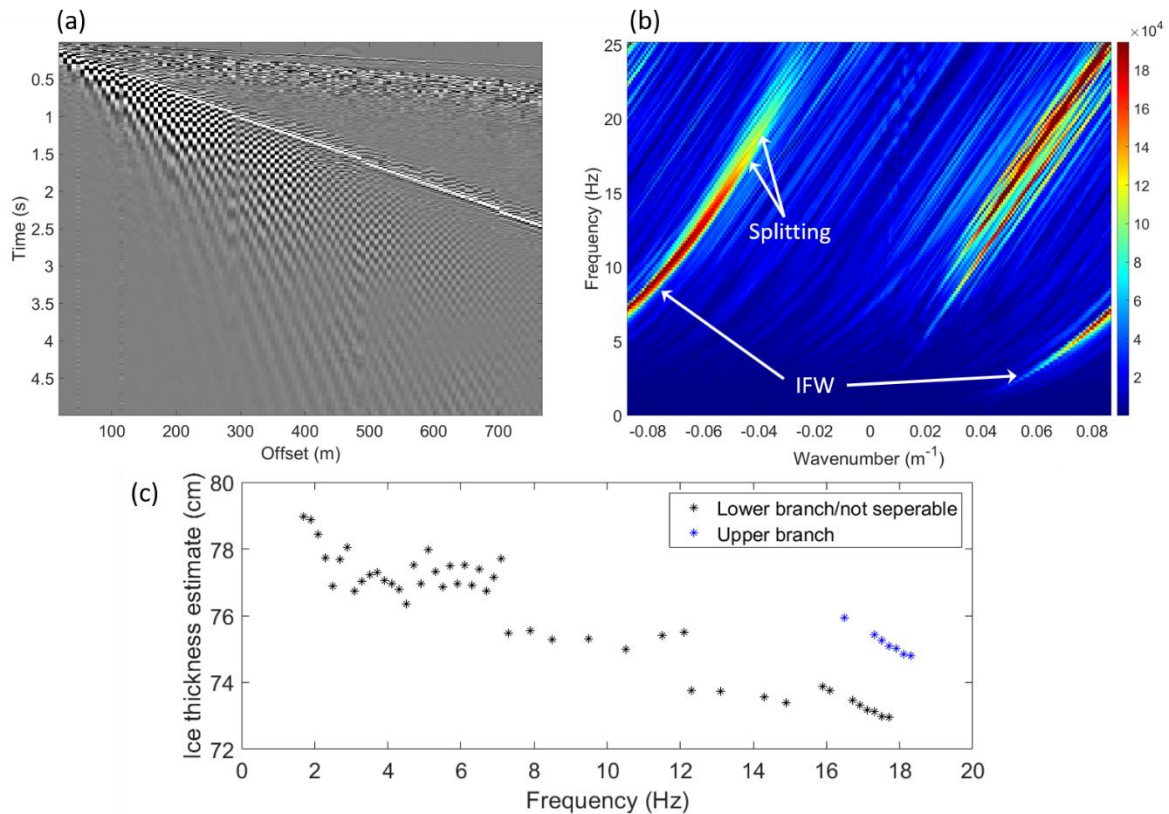 (a)
0.5
1
1.5
2
2.5
3
3.5
4
4.5
Time (s)
100 200 300 400 500 600 700
Offset (m)
(b)
25
20
15
10
5
0
Frequency (Hz)
Splitting
IFW
-0.08 -0.06 -0.04 -0.02 0 0.02 0.04 0.06 0.08
Wavenumber (m⁻¹)
×10⁴
18
16
14
12
10
8
6
4
2
(c)
80
78
76
74
72
Ice thickness estimate (cm)
Lower branch/not seperable
Upper branch
0 2 4 6 8 10 12 14 16 18 20
Frequency (Hz)